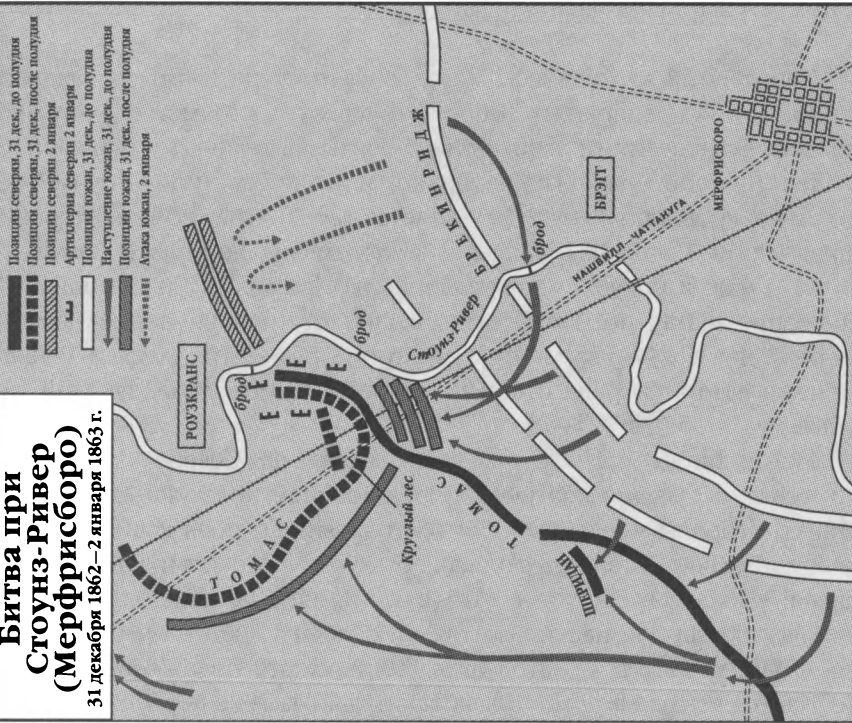 Битва при
Стоунз-Ривер
(Мерфрисборо)
31 декабря 1862–2 января 1863 г.
Позиции северян, 31 дек., до полудня
Позиции северян, 31 дек., после полудня
Позиции северян 2 января
Артиллерия северян 2 января
Позиции южан, 31 дек., до полудня
Наступление южан, 31 дек., до полудня
Позиции южан, 31 дек. после полудня
Атака южан, 2 января
РОУЗКРАНС
брод
брод
Стоунз-Ривер
БРЕКИНРИДЖ
брод
БРЭГГ
НАШВИЛЛ–ЧАТТАНУГА
МЕРФРИСБОРО
ТОМАС
Круглый лес
ТОМАС
ШЕРИДАН